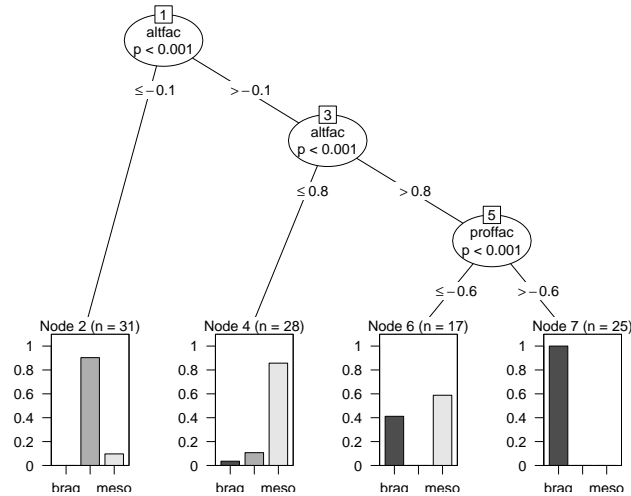 1
altfac
p < 0.001
≤ −0.1
> −0.1
3
altfac
p < 0.001
≤ 0.8
> 0.8
5
proffac
p < 0.001
≤ −0.6
> −0.6
Node 2 (n = 31)
1
0.8
0.6
0.4
0.2
0
brag meso
Node 4 (n = 28)
1
0.8
0.6
0.4
0.2
0
brag meso
Node 6 (n = 17)
1
0.8
0.6
0.4
0.2
0
brag meso
Node 7 (n = 25)
1
0.8
0.6
0.4
0.2
0
brag meso